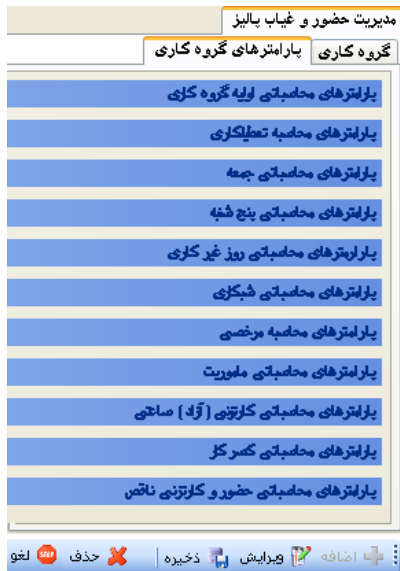 مدیریت حضور و غیاب پالیز
گروه کاری پارامترهای گروه کاری
پارامترهای محاسباتی اولیه گروه کاری
پارامترهای محاسبه تعطیلکاری
پارامترهای محاسباتی جمعه
پارامترهای محاسباتی پنج شنبه
پارارمترهای محاسباتی روز غیر کاری
پارامترهای محاسباتی شبکاری
پارامترهای محاسبه مرخصی
پارامترهای محاسباتی ماموریت
پارامترهای محاسباتی کارتزنی ( آزاد ) ساعتی
پارامترهای محاسباتی کسر کار
پارامترهای محاسباتی حضور و کارتزنی ناقص
اضافه ویرایش ذخیره حذف لغو